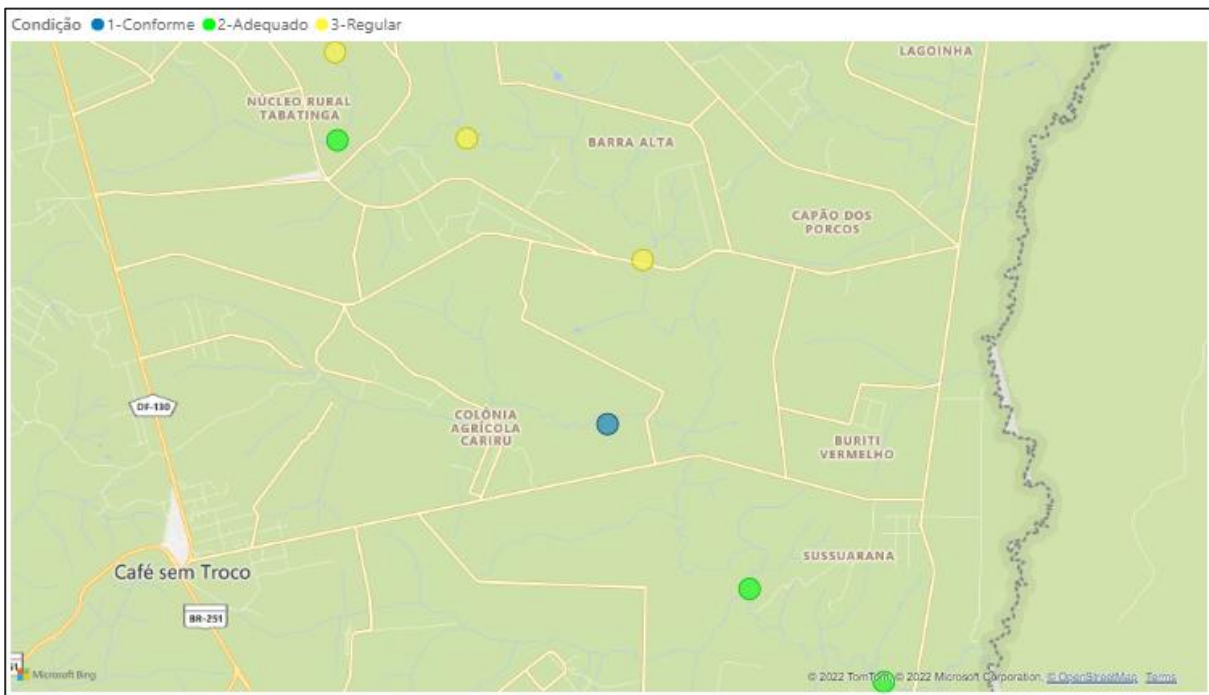 Condição 1-Conforme 2-Adequado 3-Regular
LAGOINHA
NÚCLEO RURAL
TABATINGA
BARRA ALTA
CAPÃO DOS
PORCOS
DF-130
COLÔNIA
AGRÍCOLA
CARIRU
BURITI
VERMELHO
SUSSUARANA
Café sem Troco
BR-251
Microsoft Bing
© 2022 TomTom, © 2022 Microsoft Corporation, © OpenStreetMap Terms